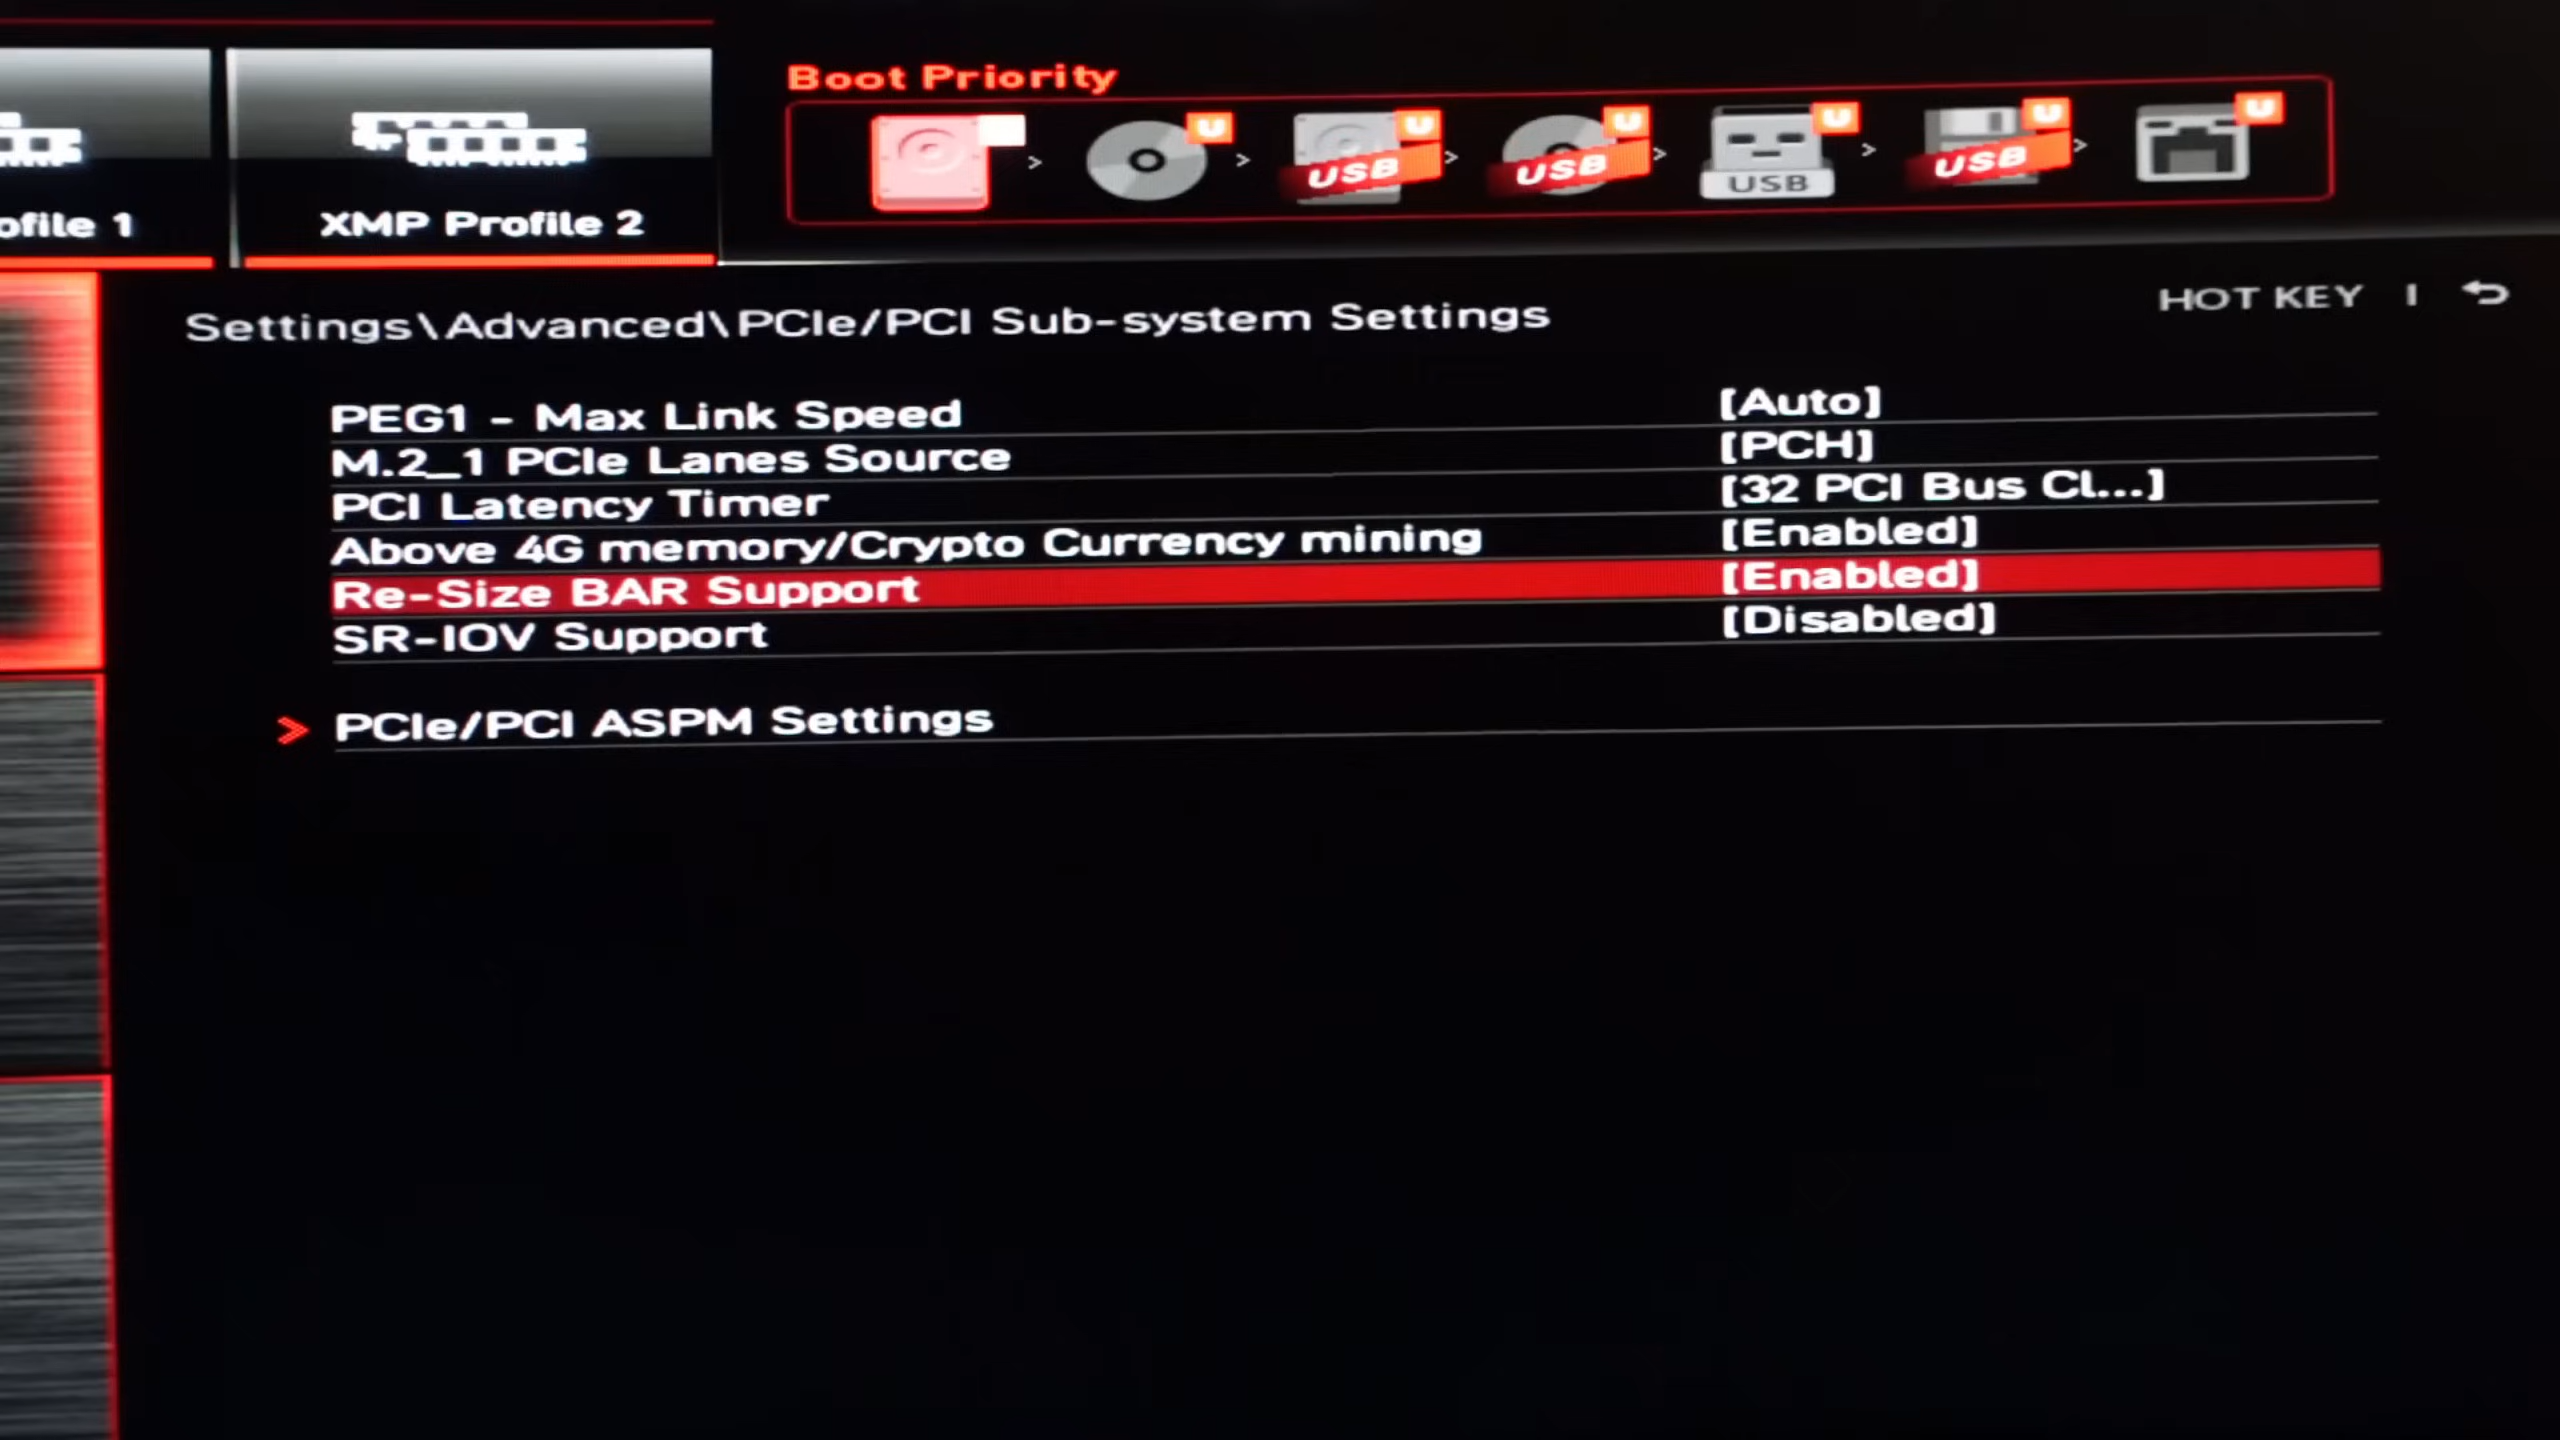 Boot Priority
U
U
USB
U
USB
U
USB
U
USB
U
ofile 1
XMP Profile 2
HOT KEY |
Settings\Advanced\PCIe/PCI Sub-system Settings
PEG1 - Max Link Speed [Auto]
M.2_1 PCIe Lanes Source [PCH]
PCI Latency Timer [32 PCI Bus Cl...]
Above 4G memory/Crypto Currency mining [Enabled]
Re-Size BAR Support [Enabled]
SR-IOV Support [Disabled]
> PCIe/PCI ASPM Settings